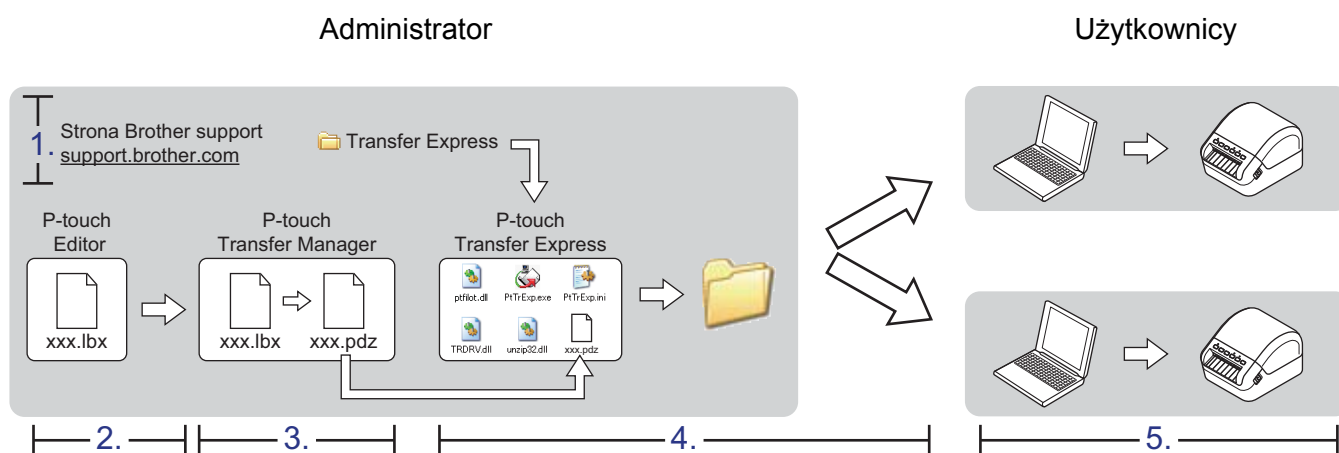 Administrator
Użytkownicy
1.
Strona Brother support
support.brother.com
Transfer Express
P-touch
Editor
xxx.lbx
P-touch
Transfer Manager
xxx.lbx
xxx.pdz
P-touch
Transfer Express
ptfilot.dll
PtTrExp.exe
PtTrExp.ini
TRDRV.dll
unzip32.dll
xxx.pdz
2.
3.
4.
5.